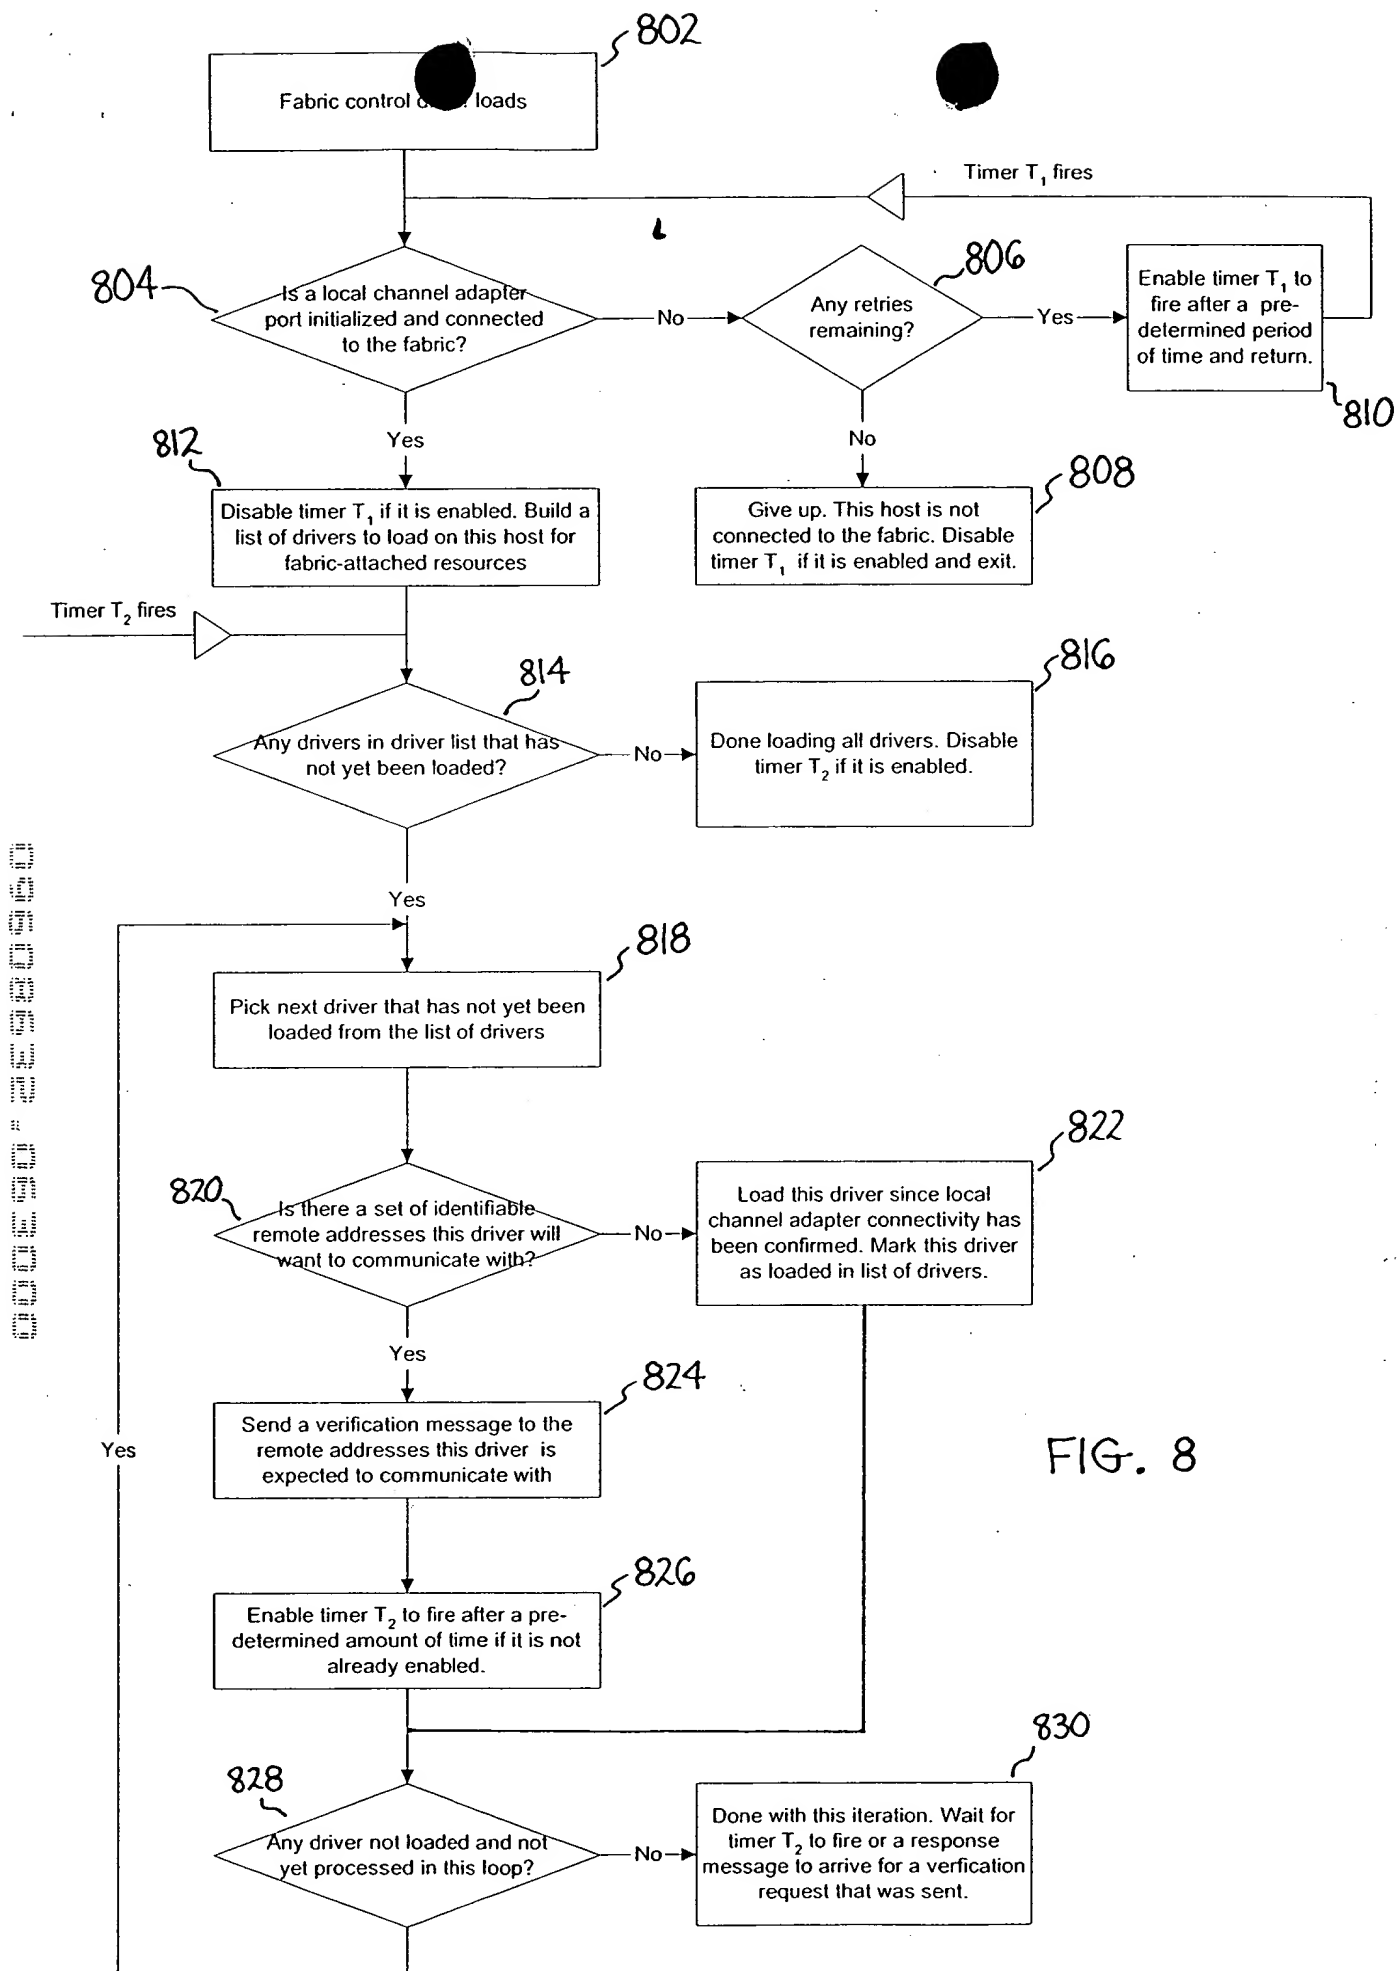 802
Fabric control loads
Timer T₁ fires
804
Is a local channel adapter
port initialized and connected
to the fabric?
No
806
Any retries
remaining?
Yes
Enable timer T₁ to
fire after a pre-
determined period
of time and return.
810
Yes
No
812
Disable timer T₁ if it is enabled. Build a
list of drivers to load on this host for
fabric-attached resources
808
Give up. This host is not
connected to the fabric. Disable
timer T₁ if it is enabled and exit.
Timer T₂ fires
814
Any drivers in driver list that has
not yet been loaded?
No
816
Done loading all drivers. Disable
timer T₂ if it is enabled.
Yes
818
Pick next driver that has not yet been
loaded from the list of drivers
820
Is there a set of identifiable
remote addresses this driver will
want to communicate with?
No
822
Load this driver since local
channel adapter connectivity has
been confirmed. Mark this driver
as loaded in list of drivers.
Yes
824
Send a verification message to the
remote addresses this driver is
expected to communicate with
Yes
FIG. 8
826
Enable timer T₂ to fire after a pre-
determined amount of time if it is not
already enabled.
828
Any driver not loaded and not
yet processed in this loop?
No
830
Done with this iteration. Wait for
timer T₂ to fire or a response
message to arrive for a verfication
request that was sent.
09608632.063000